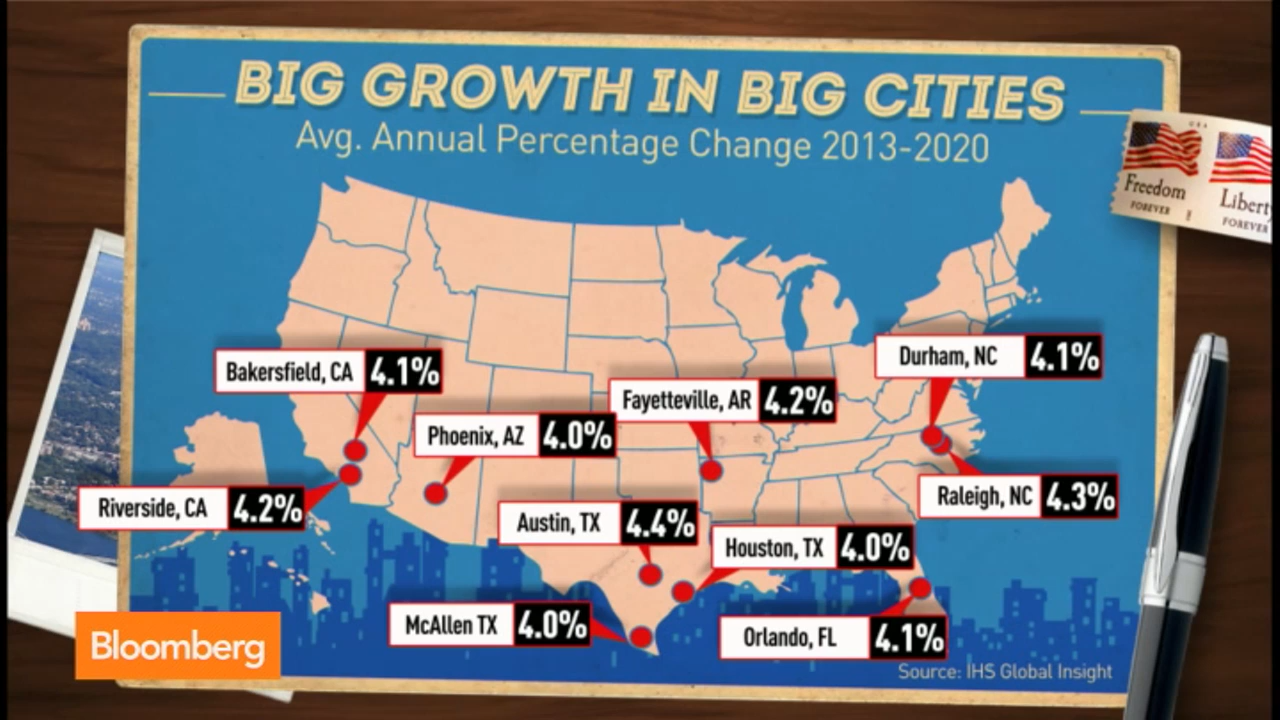 BIG GROWTH IN BIG CITIES
Avg. Annual Percentage Change 2013-2020
USA
Freedom
FOREVER
Liberty
FOREVER
Durham, NC 4.1%
Bakersfield, CA 4.1%
Fayetteville, AR 4.2%
Phoenix, AZ 4.0%
Raleigh, NC 4.3%
Riverside, CA 4.2%
Austin, TX 4.4%
Houston, TX 4.0%
McAllen TX 4.0%
Orlando, FL 4.1%
Bloomberg
Source: IHS Global Insight